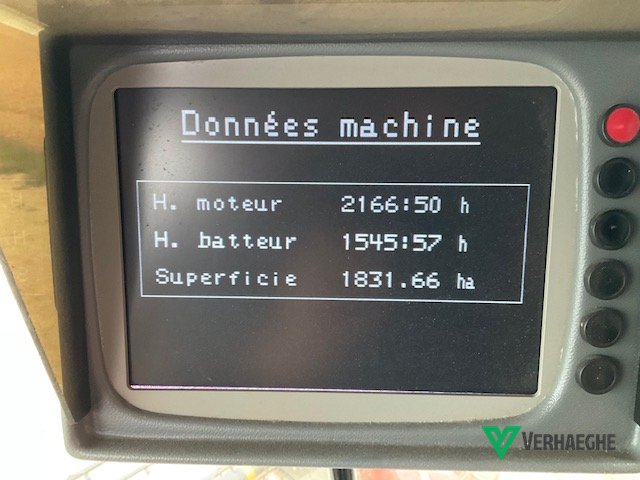 Données machine
H. moteur 2166:50 h
H. batteur 1545:57 h
Superficie 1831.66 ha
VERHAEGHE